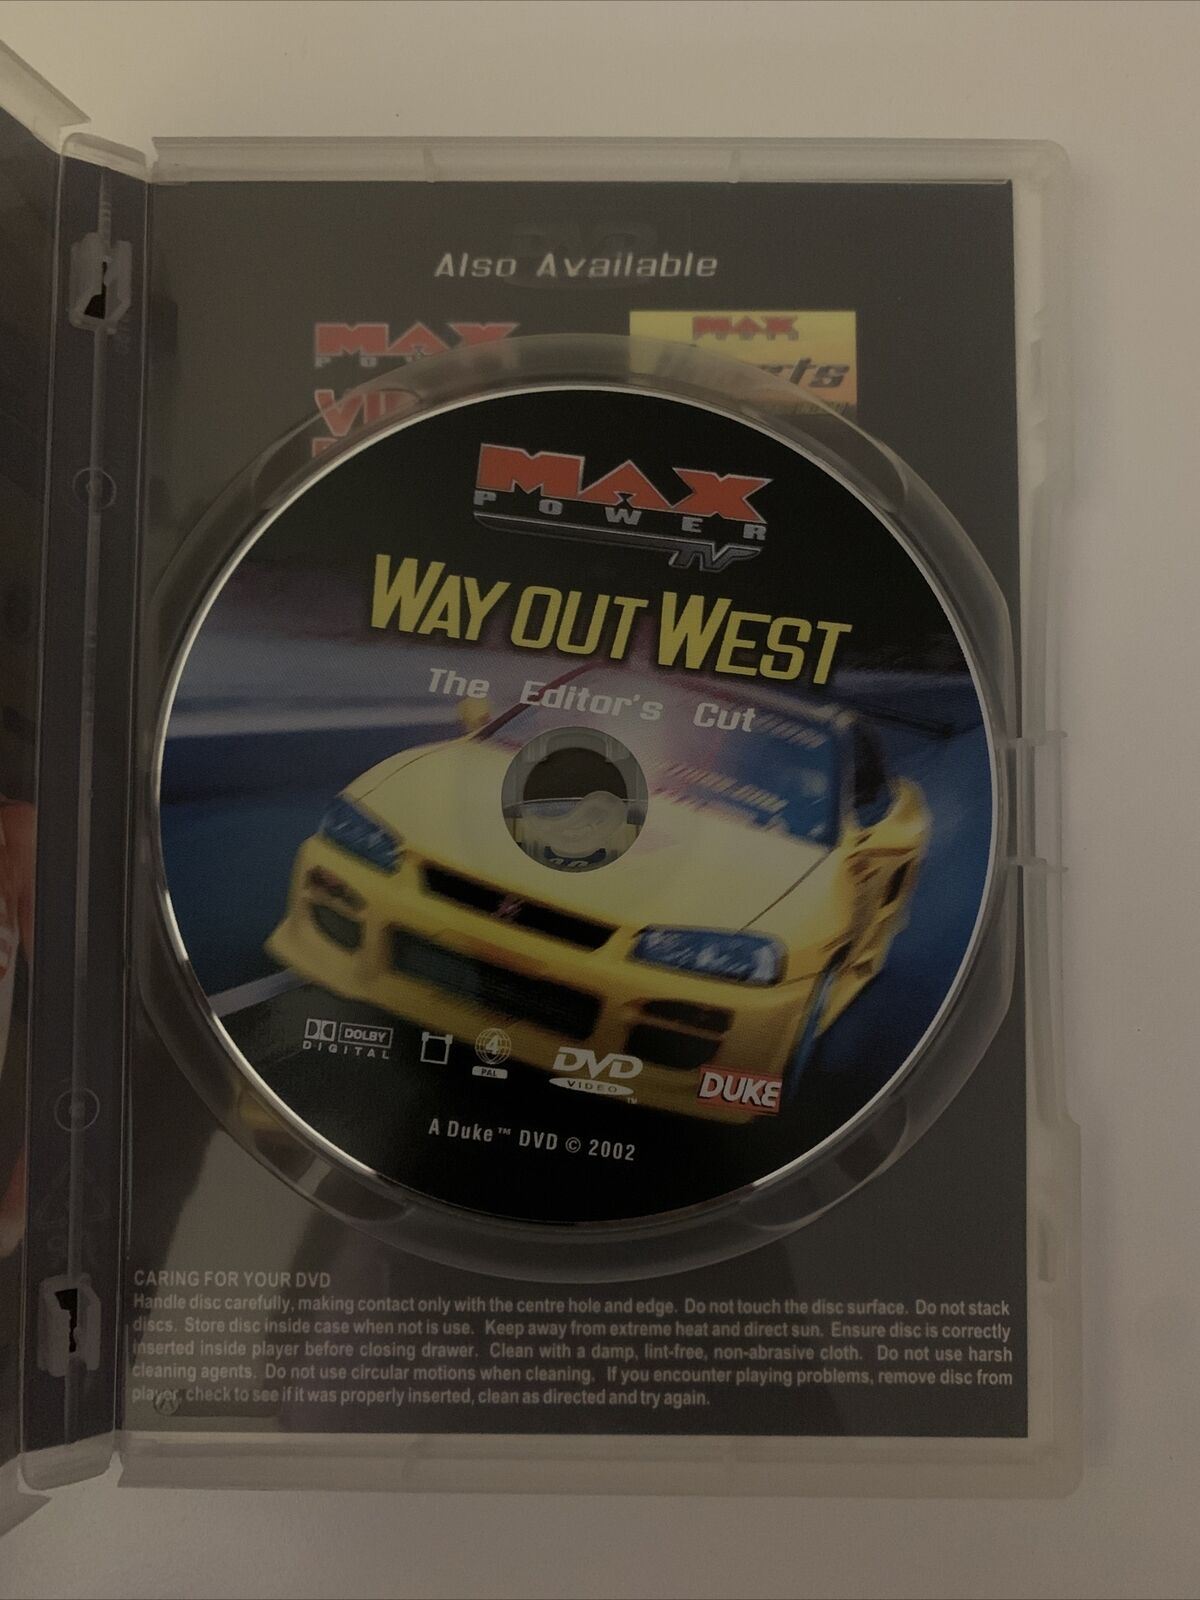 Also Available
MAX
MAX
MAX
POWER
TV
WAY OUT WEST
The Editor's Cut
DOLBY
DIGITAL
4
PAL
DVD
VIDEO
TM
DUKE
A Duke™ DVD © 2002
CARING FOR YOUR DVD
Handle disc carefully, making contact only with the centre hole and edge. Do not touch the disc surface. Do not stack
discs. Store disc inside case when not is use. Keep away from extreme heat and direct sun. Ensure disc is correctly
inserted inside player before closing drawer. Clean with a damp, lint-free, non-abrasive cloth. Do not use harsh
cleaning agents. Do not use circular motions when cleaning. If you encounter playing problems, remove disc from
player, check to see if it was properly inserted, clean as directed and try again.